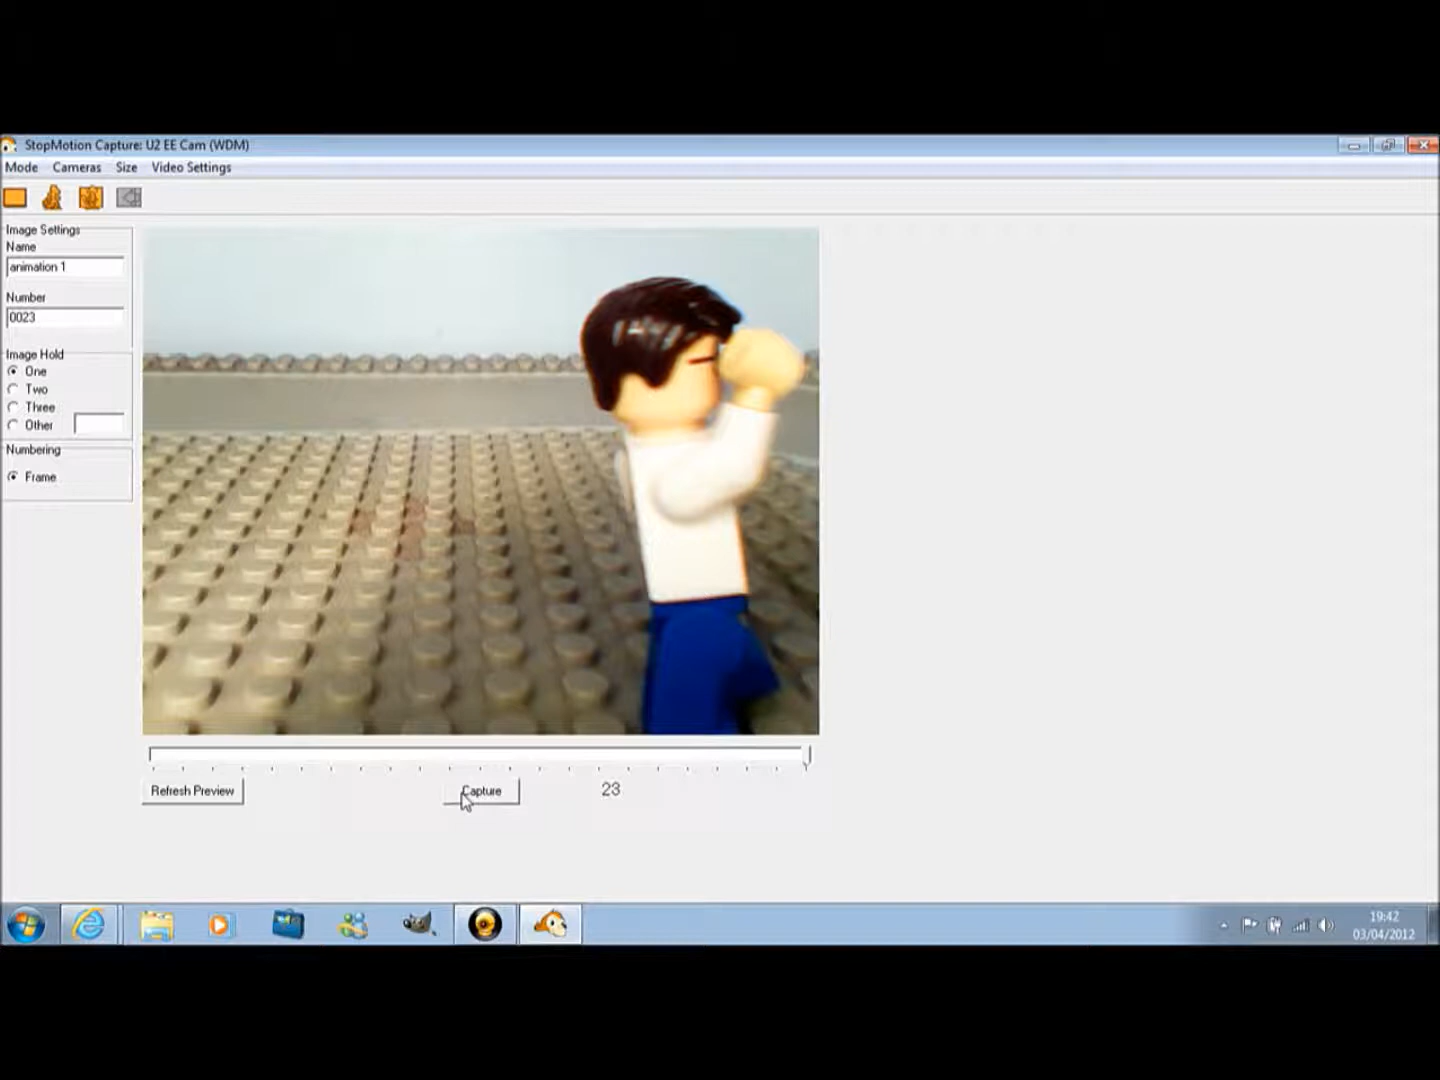 StopMotion Capture: U2 EE Cam (WDM)
Mode Cameras Size Video Settings
Image Settings
Name
animation 1
Number
0023
Image Hold
One
Two
Three
Other
Numbering
Frame
Refresh Preview
Capture
23
19:42
03/04/2012